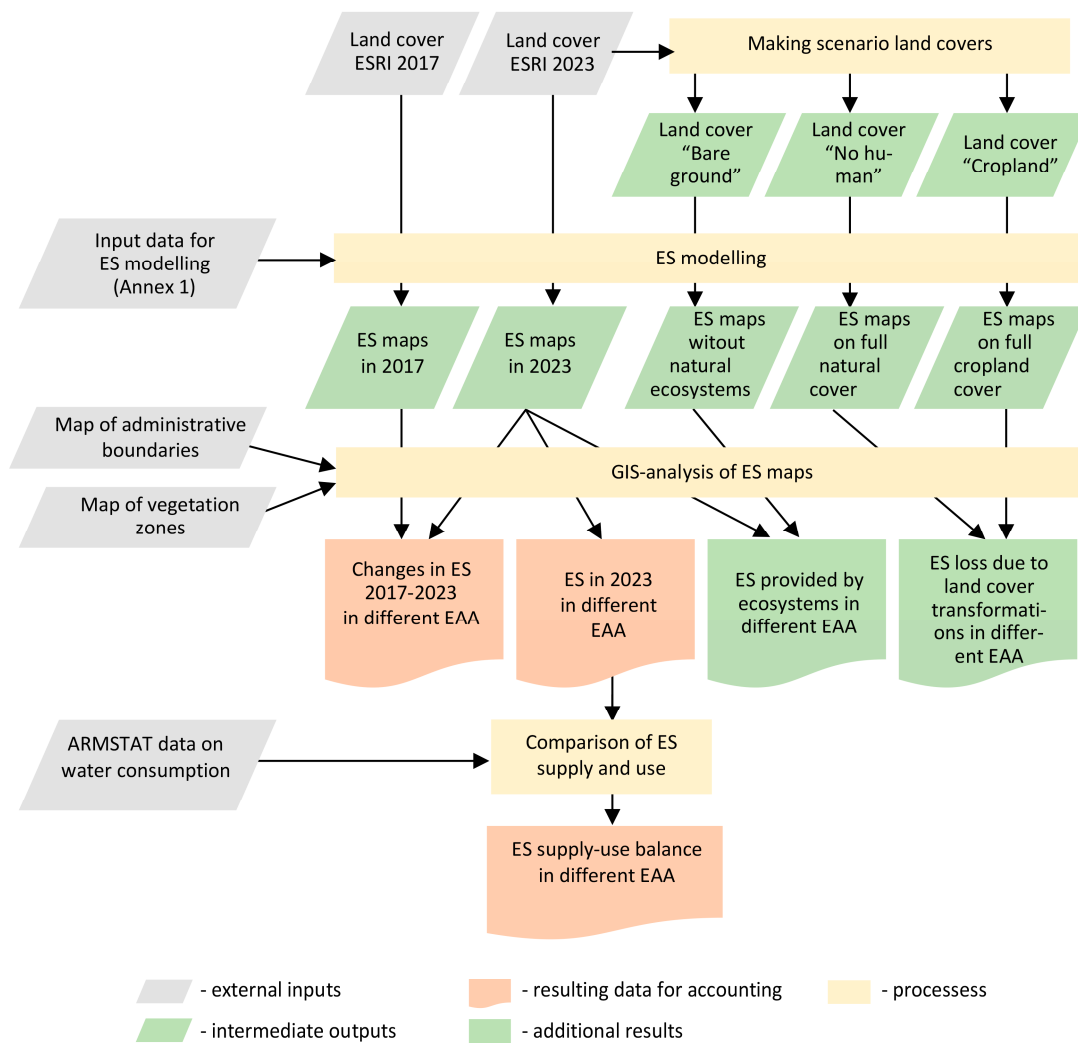 Land cover
ESRI 2017
Land cover
ESRI 2023
Making scenario land covers
Land cover
“Bare
ground”
Land cover
“No hu-
man”
Land cover
“Cropland”
Input data for
ES modelling
(Annex 1)
ES modelling
ES maps
in 2017
ES maps
in 2023
ES maps
witout
natural
ecosystems
ES maps
on full
natural
cover
ES maps
on full
cropland
cover
Map of administrative
boundaries
Map of vegetation
zones
GIS-analysis of ES maps
Changes in ES
2017-2023
in different EAA
ES in 2023
in different
EAA
ES provided by
ecosystems in
different EAA
ES loss due to
land cover
transformati-
ons in differ-
ent EAA
ARMSTAT data on
water consumption
Comparison of ES
supply and use
ES supply-use balance
in different EAA
- external inputs
- resulting data for accounting
- processess
- intermediate outputs
- additional results